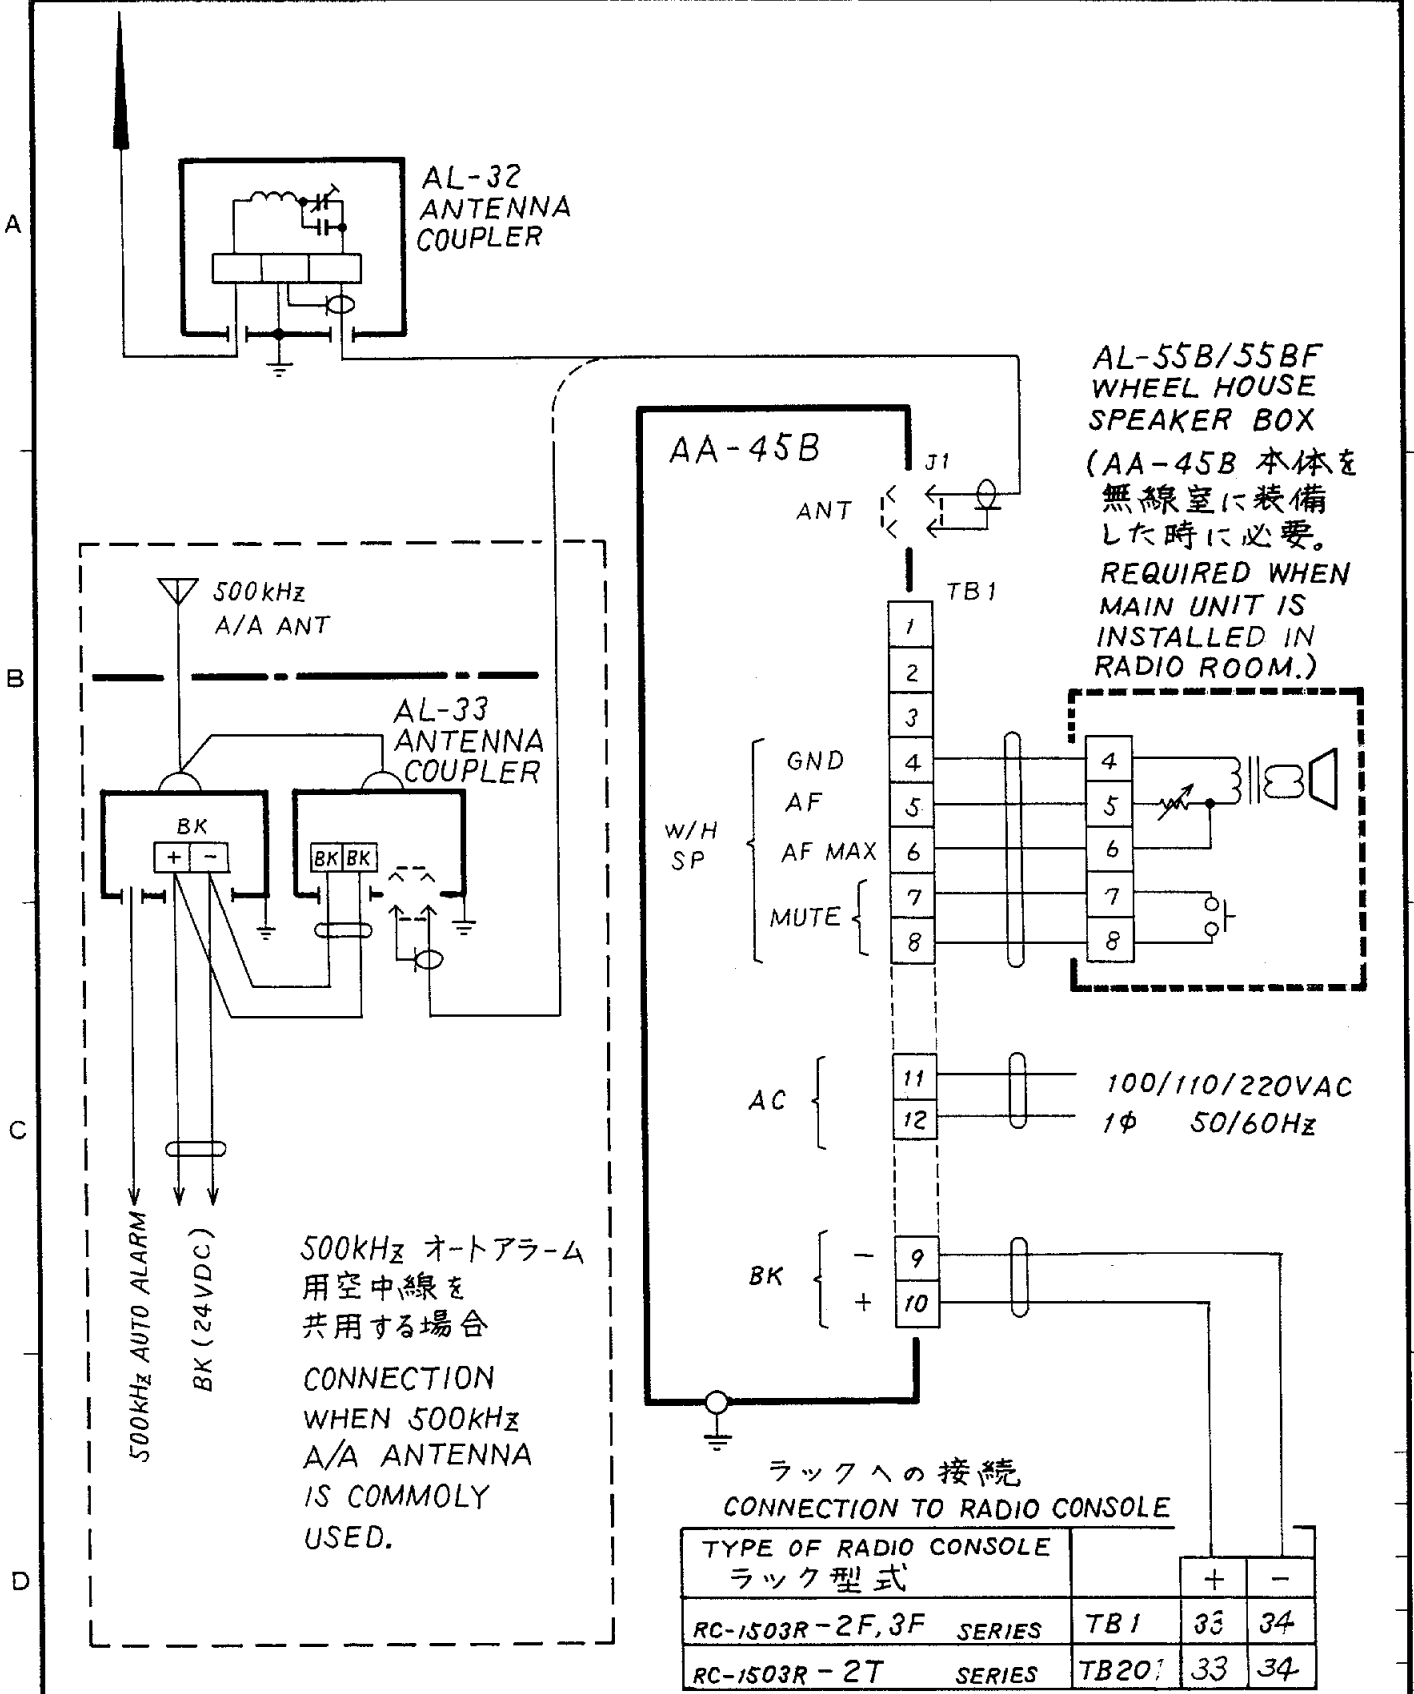 A
B
C
D
AL-32
ANTENNA
COUPLER
AL-55B/55BF
WHEEL HOUSE
SPEAKER BOX
(AA-45B 本体を
無線室に装備
した時に必要。
REQUIRED WHEN
MAIN UNIT IS
INSTALLED IN
RADIO ROOM.)
AA-45B
J1
ANT
TB1
1
2
3
4
5
6
7
8
GND
AF
AF MAX
MUTE
W/H
SP
4
5
6
7
8
AC
11
12
100/110/220VAC
1φ 50/60Hz
BK
-
+
9
10
500kHz
A/A ANT
AL-33
ANTENNA
COUPLER
BK
+ -
BK BK
500kHz AUTO ALARM
BK (24VDC)
500kHz オートアラーム
用空中線を
共用する場合
CONNECTION
WHEN 500kHz
A/A ANTENNA
IS COMMOLY
USED.
ラックへの接続
CONNECTION TO RADIO CONSOLE
TYPE OF RADIO CONSOLE
ラック型式
+ -
RC-1503R-2F,3F SERIES TB1 33 34
RC-1503R-2T SERIES 33 34